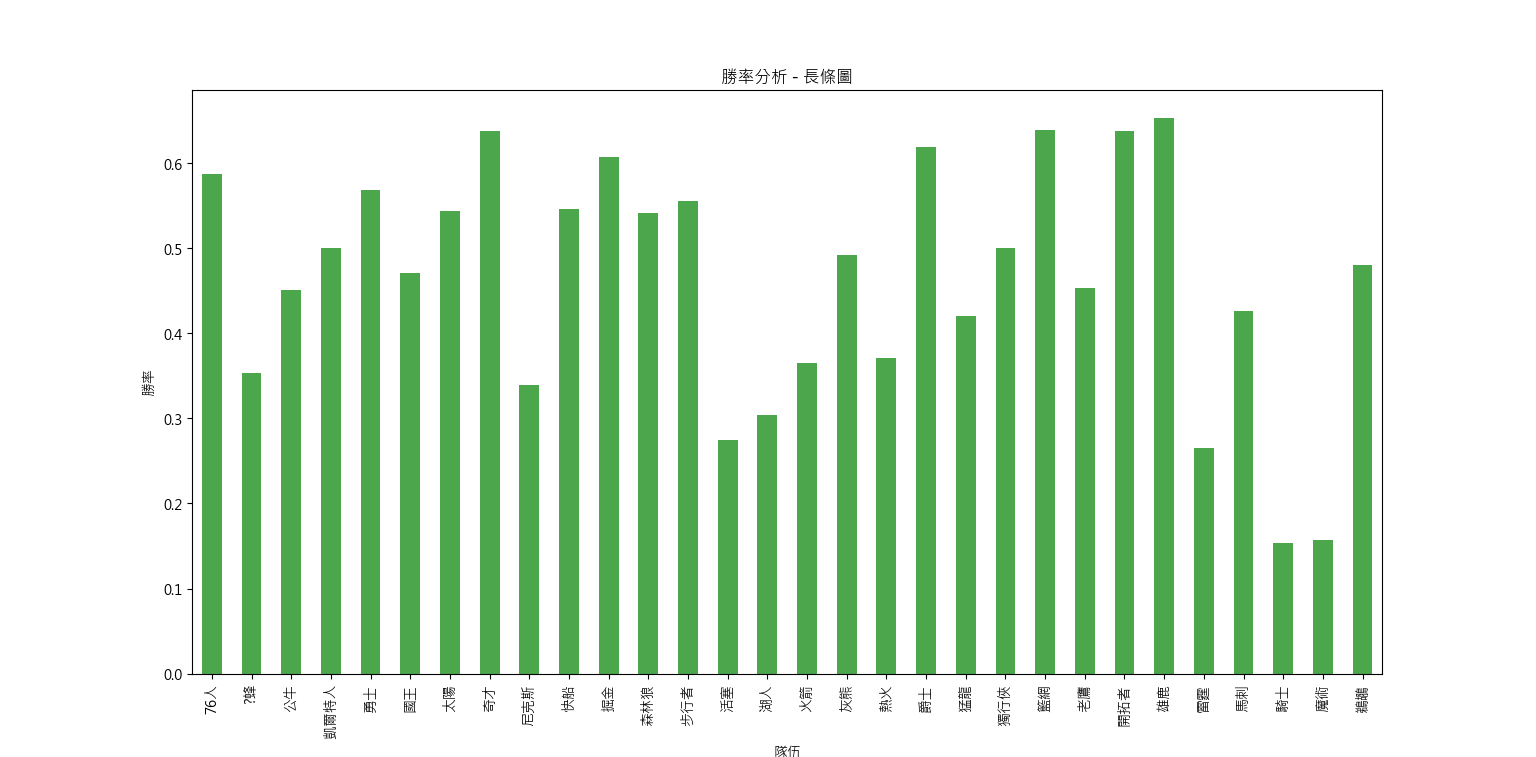 勝率分析 - 長條圖
勝率
0.6
0.5
0.4
0.3
0.2
0.1
0.0
76人
?蜂
公牛
凱爾特人
勇士
國王
太陽
奇才
尼克斯
快船
掘金
森林狼
步行者
活塞
湖人
火箭
灰熊
熱火
爵士
猛龍
獨行俠
籃網
老鷹
開拓者
雄鹿
雷霆
馬刺
騎士
魔術
鵜鶘
隊伍